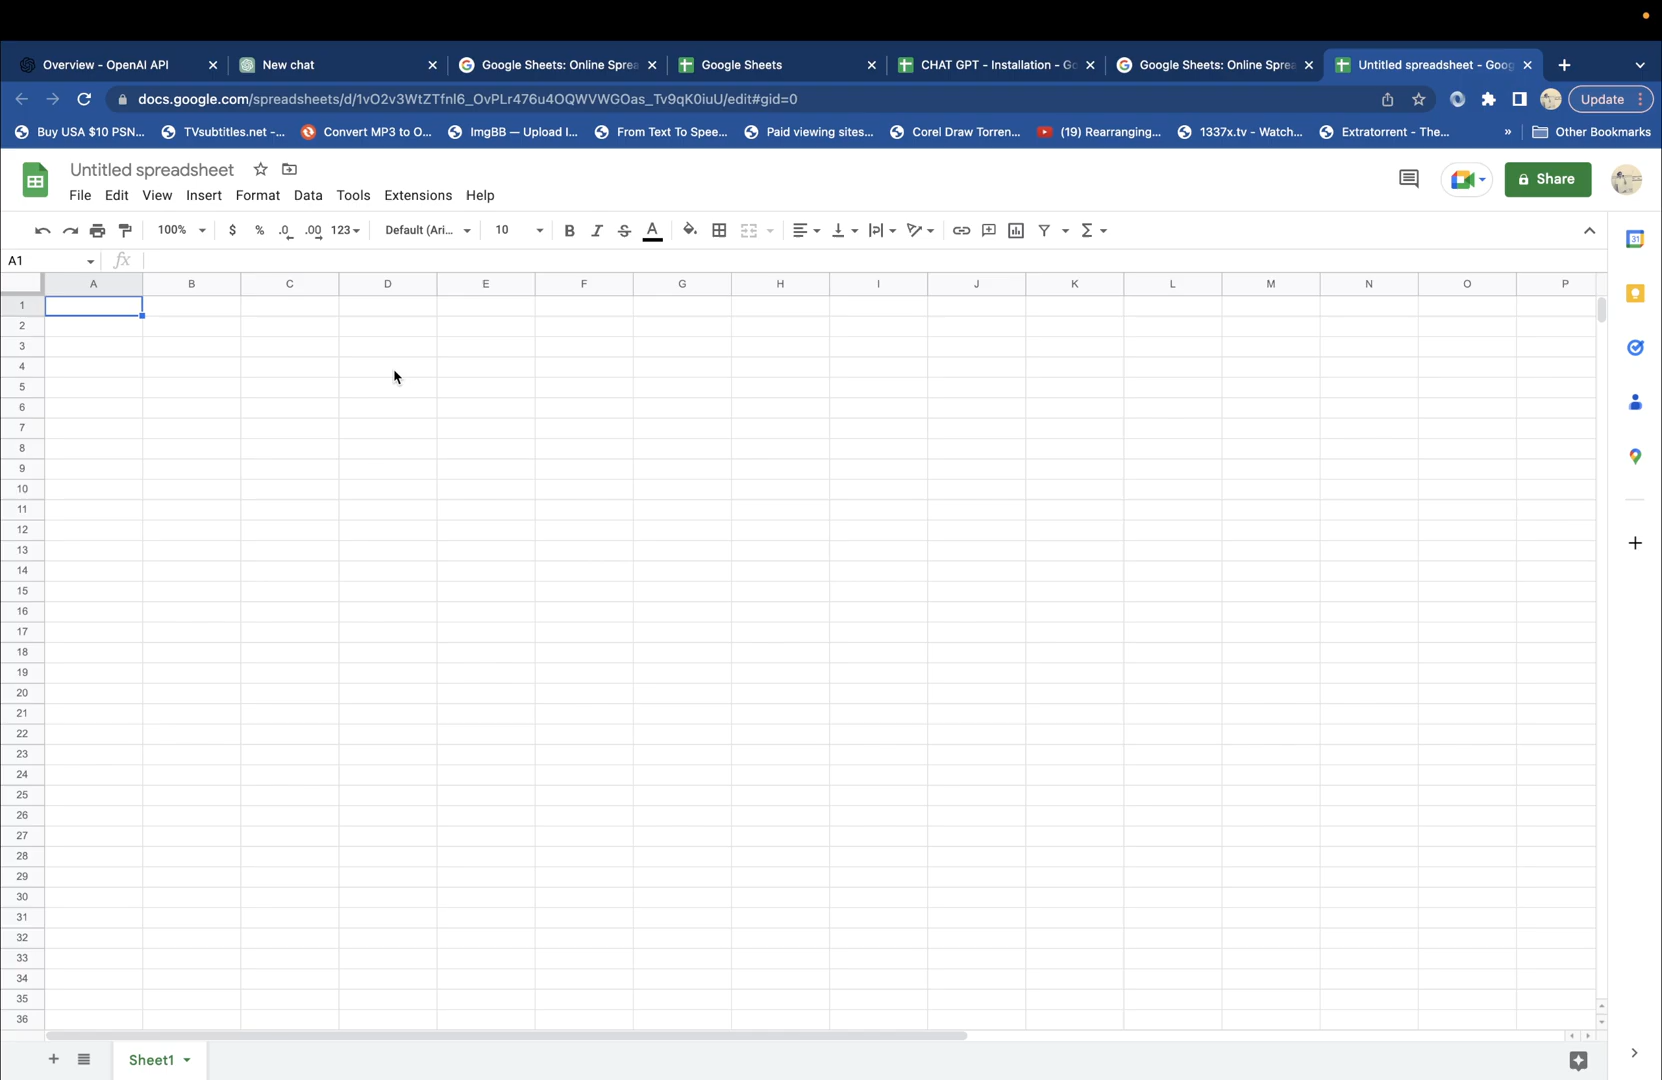 Overview - OpenAI API
New chat
Google Sheets: Online Sprea
Google Sheets
CHAT GPT - Installation - Go
Google Sheets: Online Sprea
Untitled spreadsheet - Goog
docs.google.com/spreadsheets/d/1vO2v3WtZTfnl6_OvPLr476u4OQWVWGOas_Tv9qK0iuU/edit#gid=0
Update
Buy USA $10 PSN...
TVsubtitles.net -...
Convert MP3 to O...
ImgBB — Upload I...
From Text To Spee...
Paid viewing sites...
Corel Draw Torren...
(19) Rearranging...
1337x.tv - Watch...
Extratorrent - The...
»
Other Bookmarks
Untitled spreadsheet
Share
File Edit View Insert Format Data Tools Extensions Help
100% $ % .0 .00 123 Default (Ari... 10 B I S A Σ
31
A1 fx
A B C D E F G H I J K L M N O P
1
2
3
4
5
6
7
8
9
10
11
12
13
14
15
16
17
18
19
20
21
22
23
24
25
26
27
28
29
30
31
32
33
34
35
36
Sheet1